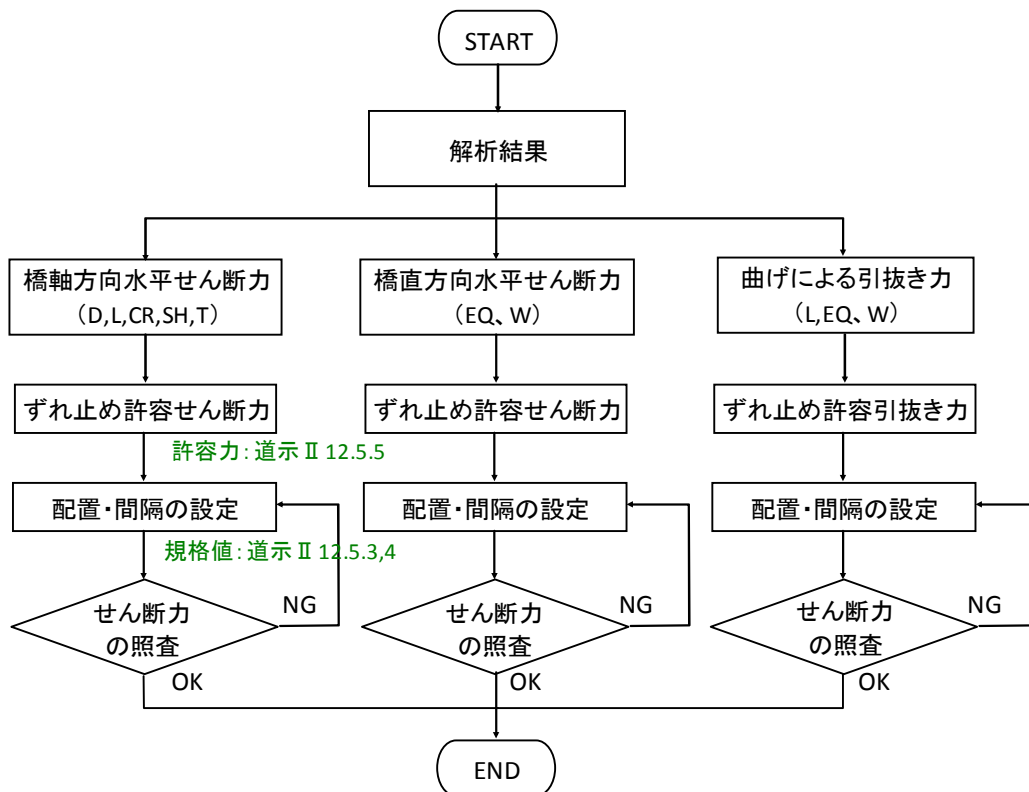 START
解析結果
橋軸方向水平せん断力
（D,L,CR,SH,T）
橋直方向水平せん断力
（EQ、W）
曲げによる引抜き力
（L,EQ、W）
ずれ止め許容せん断力
ずれ止め許容せん断力
ずれ止め許容引抜き力
許容力：道示Ⅱ 12.5.5
配置・間隔の設定
配置・間隔の設定
配置・間隔の設定
規格値：道示Ⅱ 12.5.3,4
せん断力
の照査
NG
OK
せん断力
の照査
NG
OK
せん断力
の照査
NG
OK
END